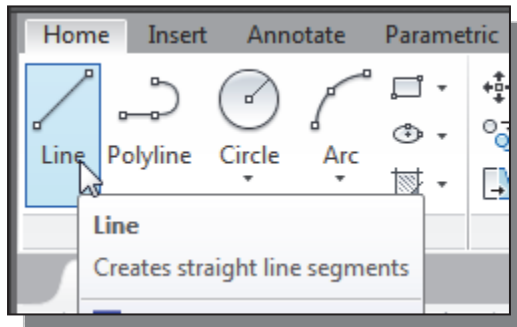 Home Insert Annotate Parametric
Line Polyline Circle Arc
Line
Creates straight line segments